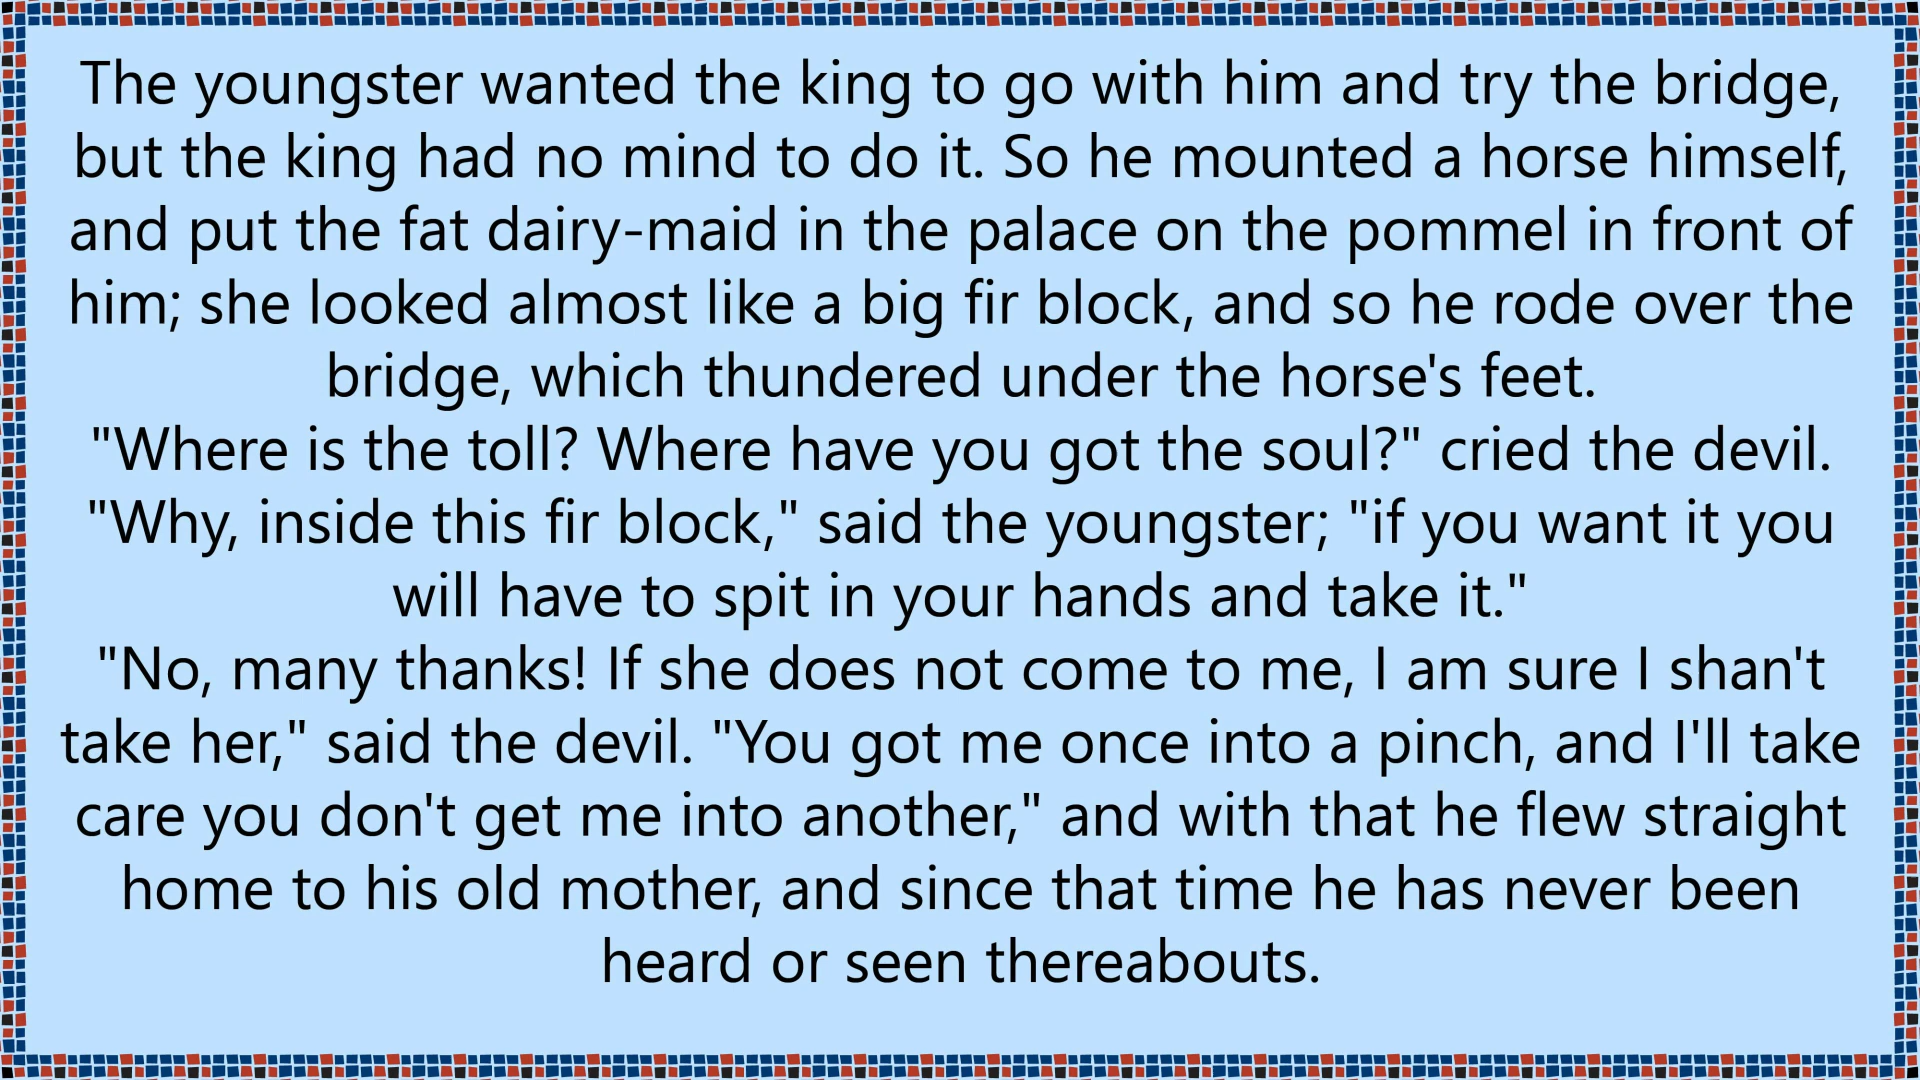 The youngster wanted the king to go with him and try the bridge,
but the king had no mind to do it. So he mounted a horse himself,
and put the fat dairy-maid in the palace on the pommel in front of
him; she looked almost like a big fir block, and so he rode over the
bridge, which thundered under the horse's feet.
"Where is the toll? Where have you got the soul?" cried the devil.
"Why, inside this fir block," said the youngster; "if you want it you
will have to spit in your hands and take it."
"No, many thanks! If she does not come to me, I am sure I shan't
take her," said the devil. "You got me once into a pinch, and I'll take
care you don't get me into another," and with that he flew straight
home to his old mother, and since that time he has never been
heard or seen thereabouts.